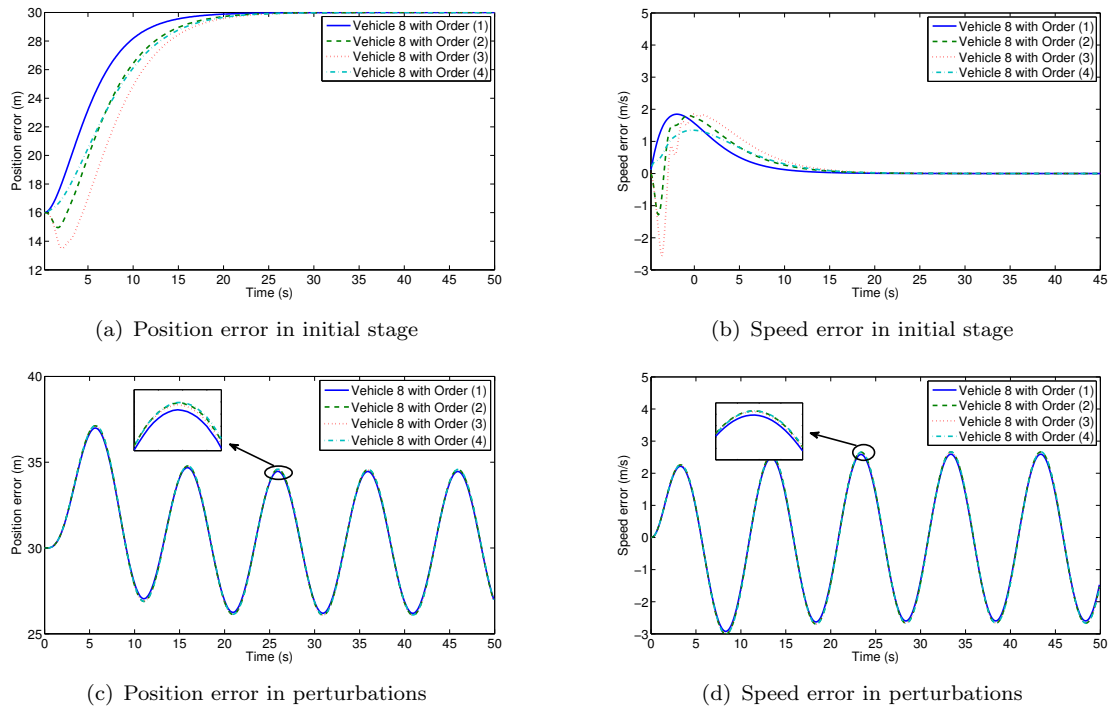 30
28
26
24
22
20
18
16
14
12
Position error (m)
0 5 10 15 20 25 30 35 40 45 50
Time (s)
Vehicle 8 with Order (1)
Vehicle 8 with Order (2)
Vehicle 8 with Order (3)
Vehicle 8 with Order (4)
(a) Position error in initial stage
5
4
3
2
1
0
−1
−2
−3
Speed error (m/s)
0 5 10 15 20 25 30 35 40 45
Time (s)
Vehicle 8 with Order (1)
Vehicle 8 with Order (2)
Vehicle 8 with Order (3)
Vehicle 8 with Order (4)
(b) Speed error in initial stage
40
35
30
25
Position error (m)
0 5 10 15 20 25 30 35 40 45 50
Time (s)
Vehicle 8 with Order (1)
Vehicle 8 with Order (2)
Vehicle 8 with Order (3)
Vehicle 8 with Order (4)
(c) Position error in perturbations
5
4
3
2
1
0
−1
−2
−3
Speed error (m/s)
0 5 10 15 20 25 30 35 40 45 50
Time (s)
Vehicle 8 with Order (1)
Vehicle 8 with Order (2)
Vehicle 8 with Order (3)
Vehicle 8 with Order (4)
(d) Speed error in perturbations